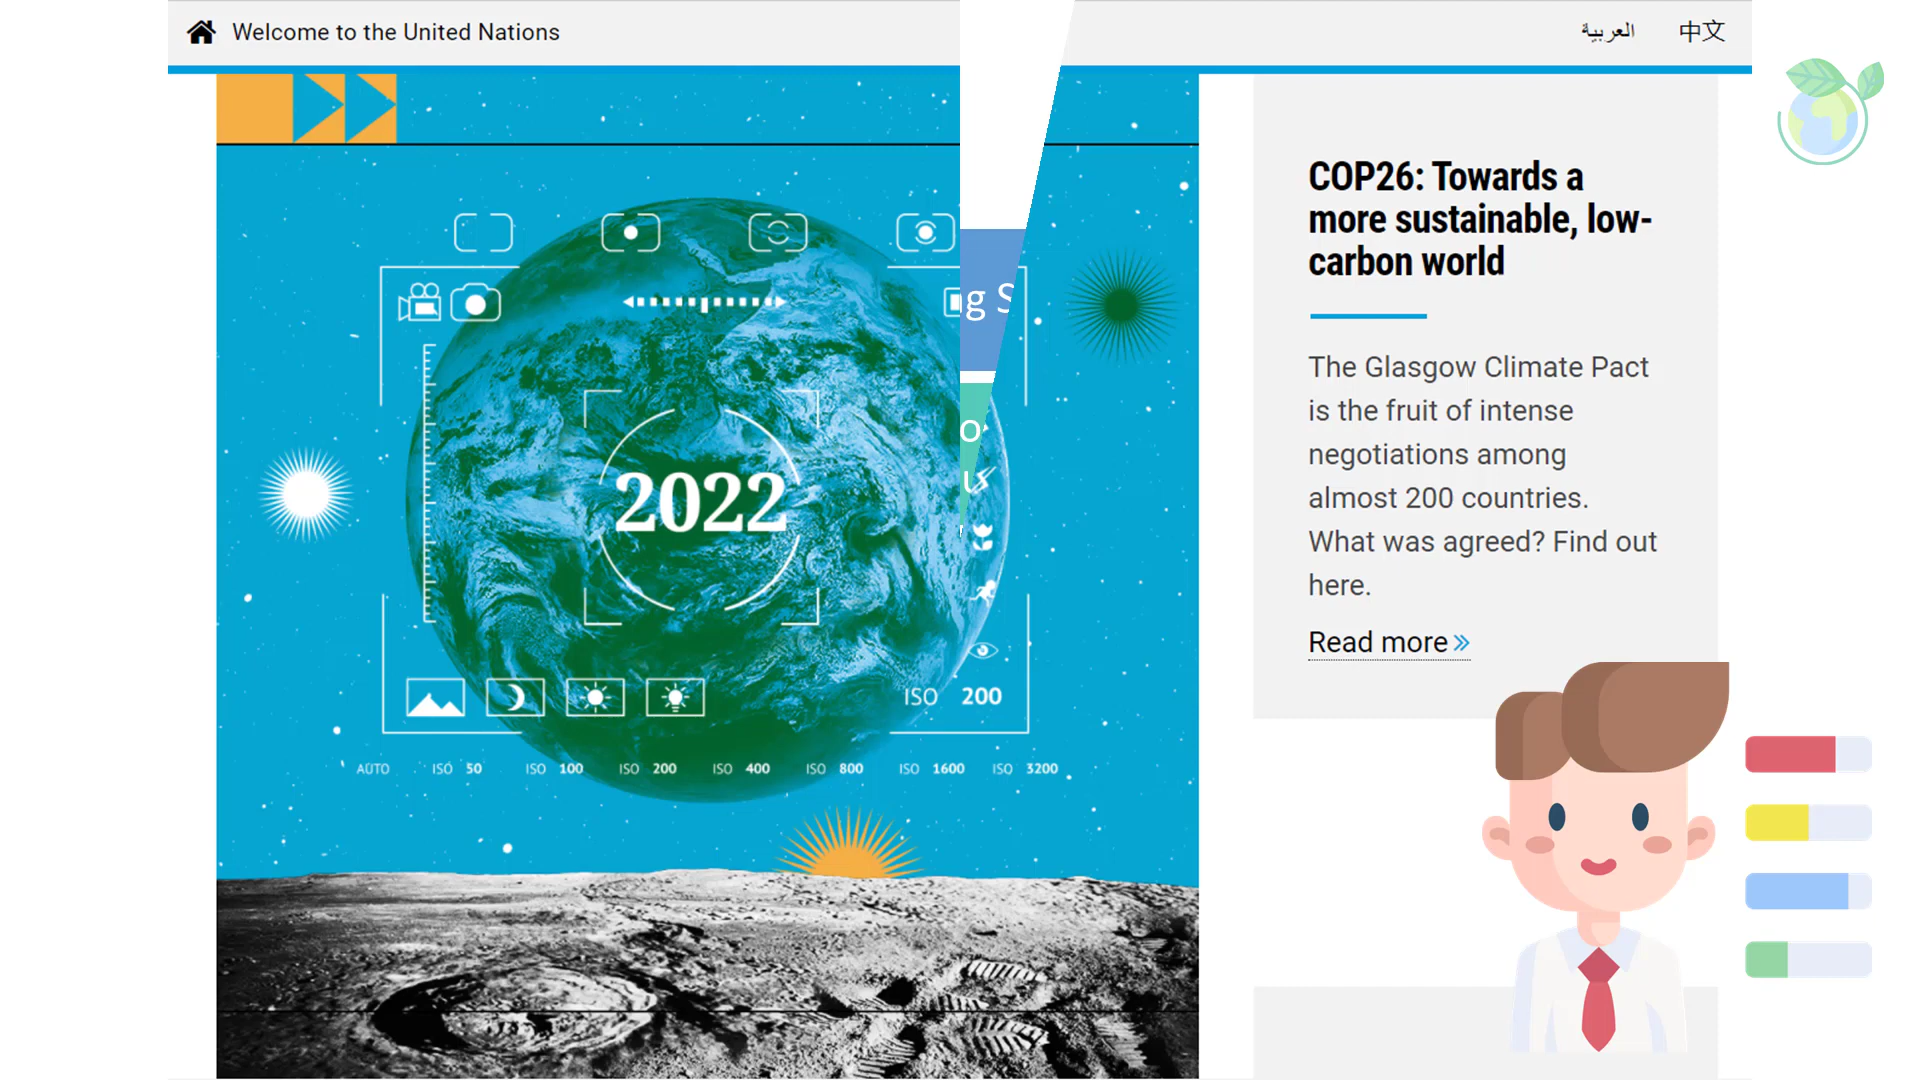 Welcome to the United Nations
العربية
中文
2022
ISO 200
AUTO ISO 50 ISO 100 ISO 200 ISO 400 ISO 800 ISO 1600 ISO 3200
COP26: Towards a
more sustainable, low-
carbon world
The Glasgow Climate Pact
is the fruit of intense
negotiations among
almost 200 countries.
What was agreed? Find out
here.
Read more